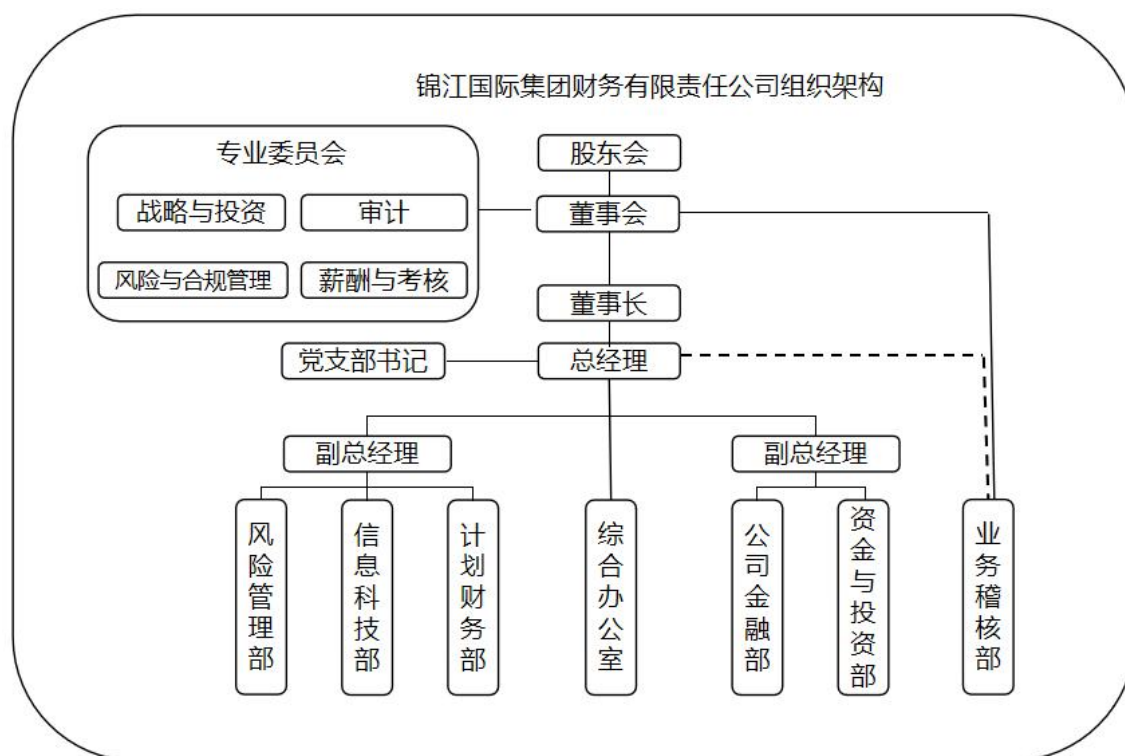 锦江国际集团财务有限责任公司组织架构
专业委员会
战略与投资
审计
风险与合规管理
薪酬与考核
股东会
董事会
董事长
党支部书记
总经理
副总经理
副总经理
风险管理部
信息科技部
计划财务部
综合办公室
公司金融部
资金与投资部
业务稽核部